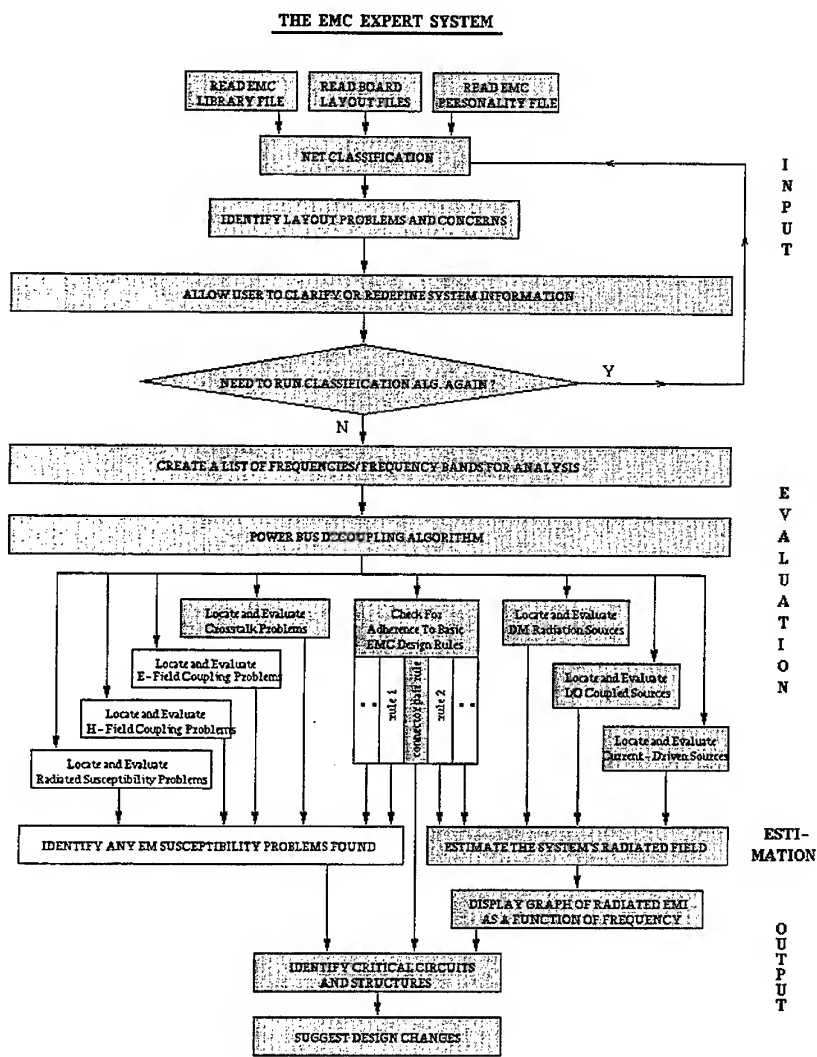 THE EMC EXPERT SYSTEM
READ EMC
LIBRARY FILE
READ BOARD
LAYOUT FILES
READ EMC
PERSONALITY FILE
NET CLASSIFICATION
IDENTIFY LAYOUT PROBLEMS AND CONCERNS
ALLOW USER TO CLARIFY OR REDEFINE SYSTEM INFORMATION
NEED TO RUN CLASSIFICATION ALG. AGAIN?
Y
N
INPUT
CREATE A LIST OF FREQUENCIES/FREQUENCY BANDS FOR ANALYSIS
POWER BUS DECOUPLING ALGORITHM
Locate and Evaluate
Crosstalk Problems
Locate and Evaluate
E-Field Coupling Problems
Locate and Evaluate
H-Field Coupling Problems
Locate and Evaluate
Radiated Susceptibility Problems
Check For
Adherence To Basic
EMC Design Rules
rule 1
connector pair rule
rule 2
Locate and Evaluate
DM Radiation Sources
Locate and Evaluate
I/O Coupled Sources
Locate and Evaluate
Current-Driven Sources
EVALUATION
IDENTIFY ANY EM SUSCEPTIBILITY PROBLEMS FOUND
ESTIMATE THE SYSTEM'S RADIATED FIELD
ESTI-
MATION
DISPLAY GRAPH OF RADIATED EMI
AS A FUNCTION OF FREQUENCY
IDENTIFY CRITICAL CIRCUITS
AND STRUCTURES
SUGGEST DESIGN CHANGES
OUTPUT